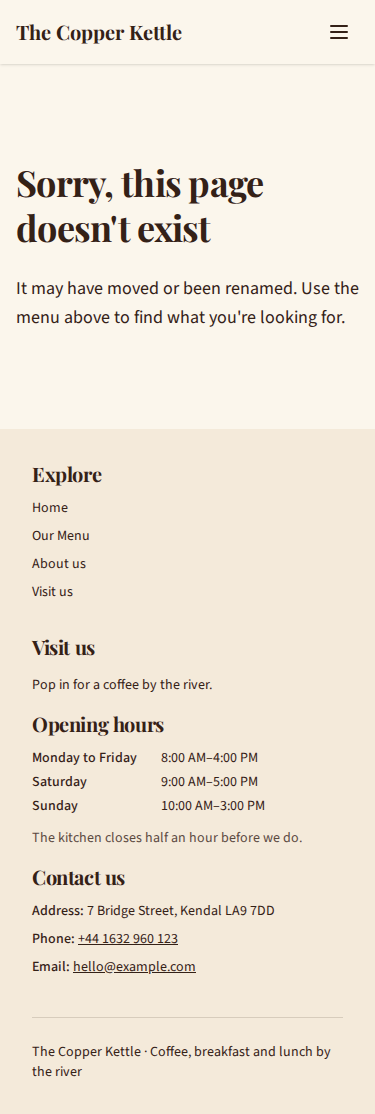 The Copper Kettle
Sorry, this page
doesn't exist
It may have moved or been renamed. Use the
menu above to find what you're looking for.
Explore
Home
Our Menu
About us
Visit us
Visit us
Pop in for a coffee by the river.
Opening hours
Monday to Friday 8:00 AM–4:00 PM
Saturday 9:00 AM–5:00 PM
Sunday 10:00 AM–3:00 PM
The kitchen closes half an hour before we do.
Contact us
Address: 7 Bridge Street, Kendal LA9 7DD
Phone: +44 1632 960 123
Email: hello@example.com
The Copper Kettle · Coffee, breakfast and lunch by
the river